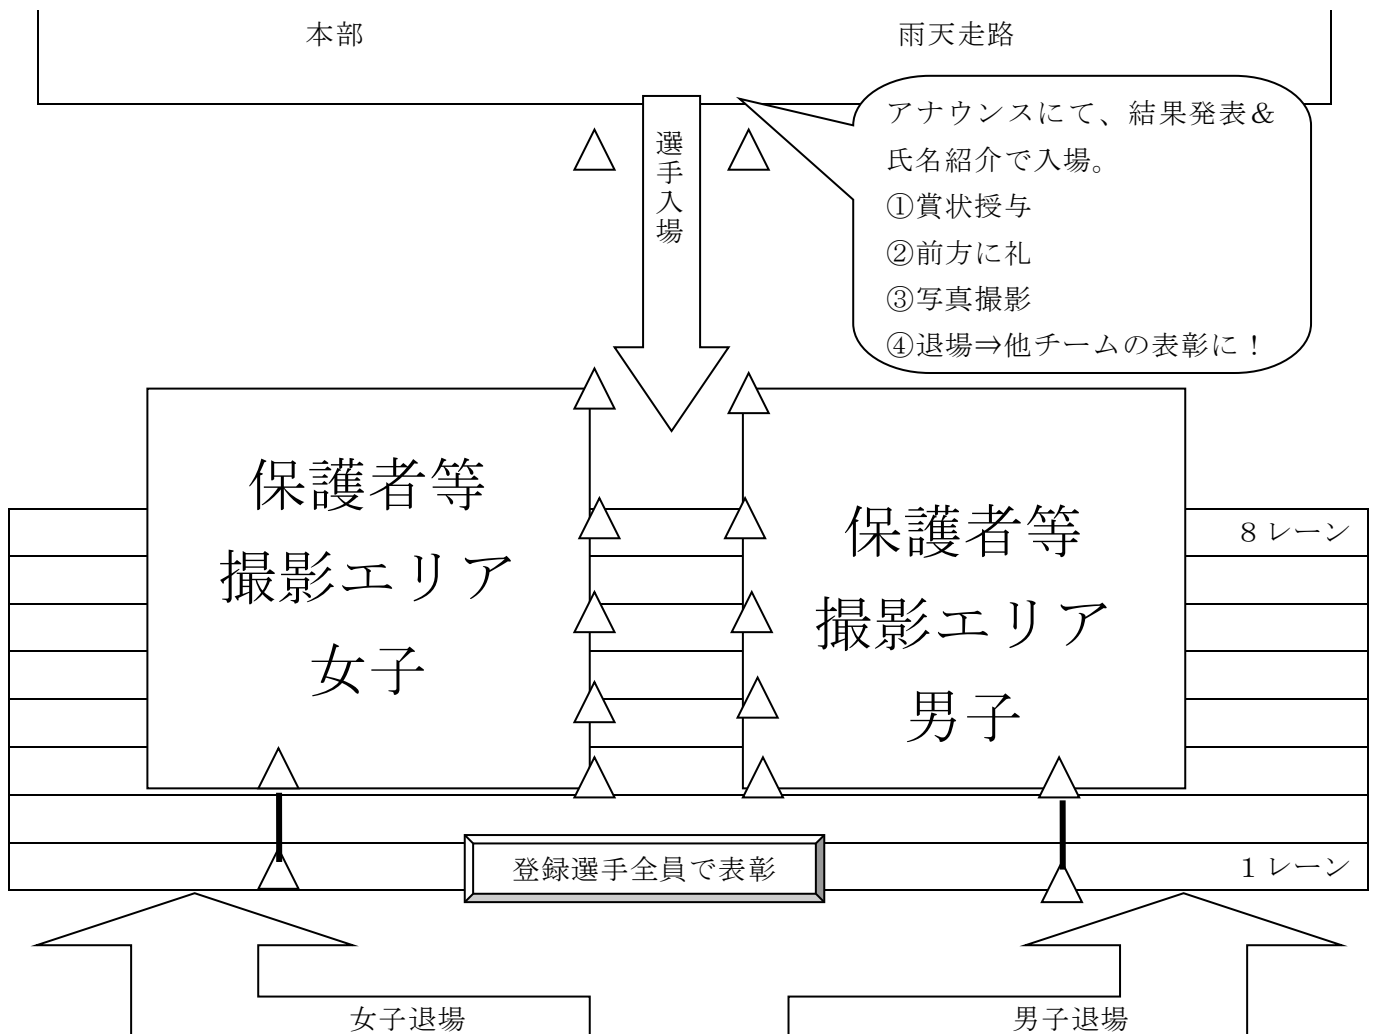 本部
雨天走路
選手入場
アナウンスにて、結果発表&
氏名紹介で入場。
①賞状授与
②前方に礼
③写真撮影
④退場⇒他チームの表彰に！
保護者等
撮影エリア
女子
保護者等
撮影エリア
男子
8レーン
登録選手全員で表彰
1レーン
女子退場
男子退場